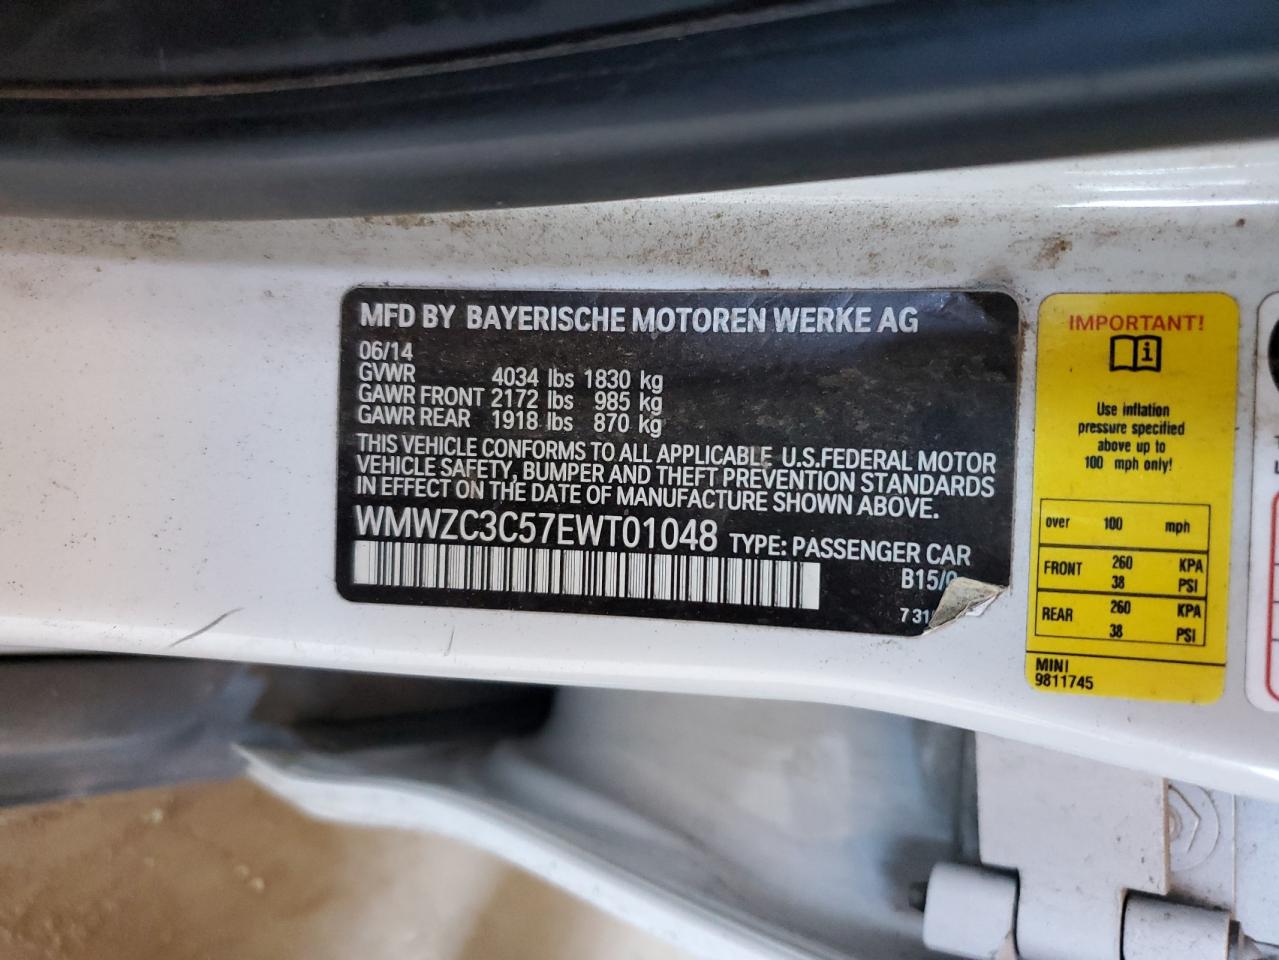 MFD BY BAYERISCHE MOTOREN WERKE AG
06/14
GVWR 4034 lbs 1830 kg
GAWR FRONT 2172 lbs 985 kg
GAWR REAR 1918 lbs 870 kg
THIS VEHICLE CONFORMS TO ALL APPLICABLE U.S.FEDERAL MOTOR
VEHICLE SAFETY, BUMPER AND THEFT PREVENTION STANDARDS
IN EFFECT ON THE DATE OF MANUFACTURE SHOWN ABOVE.
WMWZC3C57EWT01048 TYPE: PASSENGER CAR
IMPORTANT!
Use inflation
pressure specified
above up to
100 mph only!
over 100 mph
FRONT 260 KPA
38 PSI
REAR 260 KPA
38 PSI
MINI
9811745